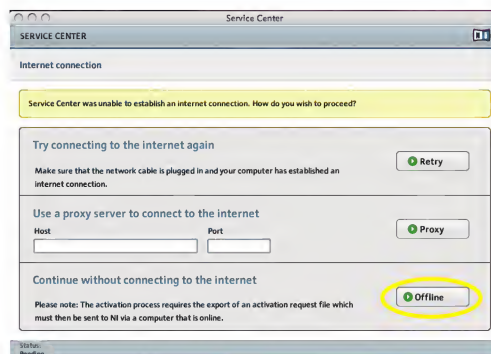 Service Center
SERVICE CENTER
Internet connection
Service Center was unable to establish an internet connection. How do you wish to proceed?
Try connecting to the internet again
Make sure that the network cable is plugged in and your computer has established an
internet connection.
Retry
Use a proxy server to connect to the internet
Host
Port
Proxy
Continue without connecting to the internet
Please note: The activation process requires the export of an activation request file which
must then be sent to NI via a computer that is online.
Offline
Status:
Pending